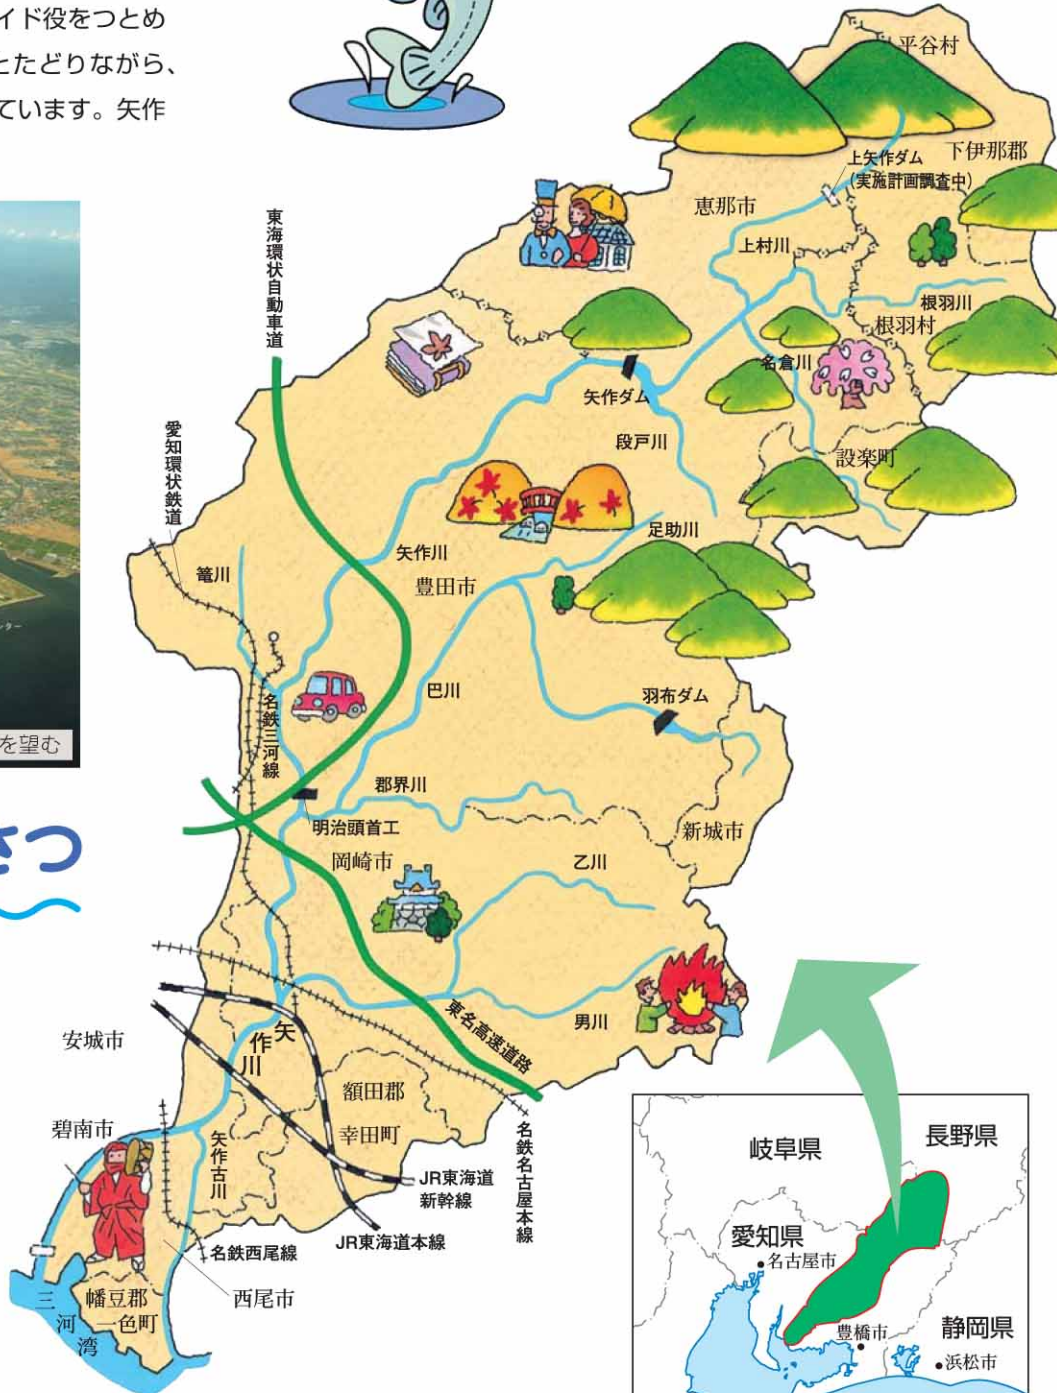 イド役をつとめ
とたどりながら、
ています。矢作
平谷村
下伊那郡
上矢作ダム
(実施計画調査中)
恵那市
上村川
東海環状自動車道
根羽川
根羽村
名倉川
矢作ダム
段戸川
設楽町
愛知環状鉄道
足助川
矢作川
豊田市
篭川
巴川
羽布ダム
名鉄三河線
を望む
郡界川
明治頭首工
新城市
さつ
岡崎市
乙川
男川
東名高速道路
安城市
矢作川
額田郡
幸田町
碧南市
矢作古川
名鉄名古屋本線
JR東海道
新幹線
JR東海道本線
名鉄西尾線
西尾市
幡豆郡
一色町
三河湾
岐阜県
長野県
愛知県
名古屋市
豊橋市
静岡県
浜松市